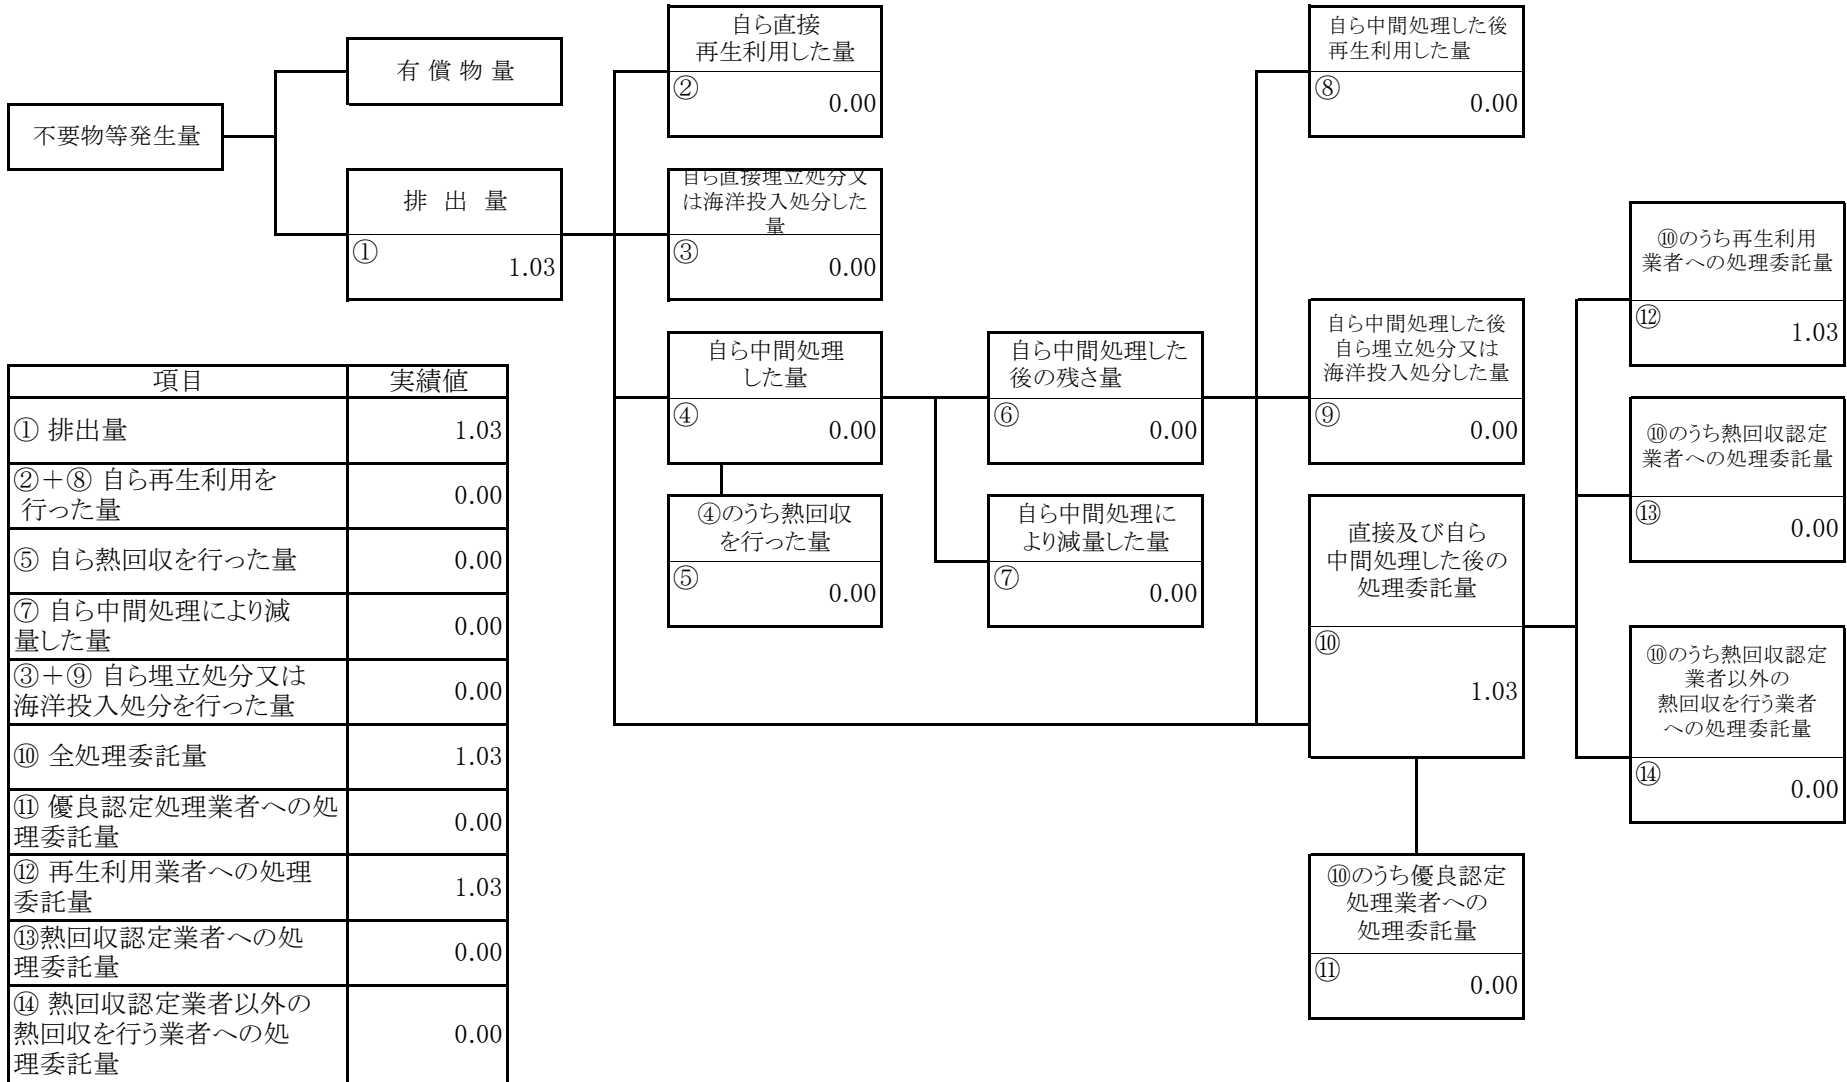 不要物等発生量
有 償 物 量
排 出 量
①
1.03
自ら直接
再生利用した量
②
0.00
自ら直接埋立処分又
は海洋投入処分した
量
③
0.00
自ら中間処理
した量
④
0.00
④のうち熱回収
を行った量
⑤
0.00
自ら中間処理した
後の残さ量
⑥
0.00
自ら中間処理に
より減量した量
⑦
0.00
自ら中間処理した後
再生利用した量
⑧
0.00
自ら中間処理した後
自ら埋立処分又は
海洋投入処分した量
⑨
0.00
直接及び自ら
中間処理した後の
処理委託量
⑩
1.03
⑩のうち優良認定
処理業者への
処理委託量
⑪
0.00
⑩のうち再生利用
業者への処理委託量
⑫
1.03
⑩のうち熱回収認定
業者への処理委託量
⑬
0.00
⑩のうち熱回収認定
業者以外の
熱回収を行う業者
への処理委託量
⑭
0.00
項目 実績値
① 排出量 1.03
②＋⑧ 自ら再生利用を
行った量 0.00
⑤ 自ら熱回収を行った量 0.00
⑦ 自ら中間処理により減
量した量 0.00
③＋⑨ 自ら埋立処分又は
海洋投入処分を行った量 0.00
⑩ 全処理委託量 1.03
⑪ 優良認定処理業者への処
理委託量 0.00
⑫ 再生利用業者への処理
委託量 1.03
⑬熱回収認定業者への処
理委託量 0.00
⑭ 熱回収認定業者以外の
熱回収を行う業者への処
理委託量 0.00